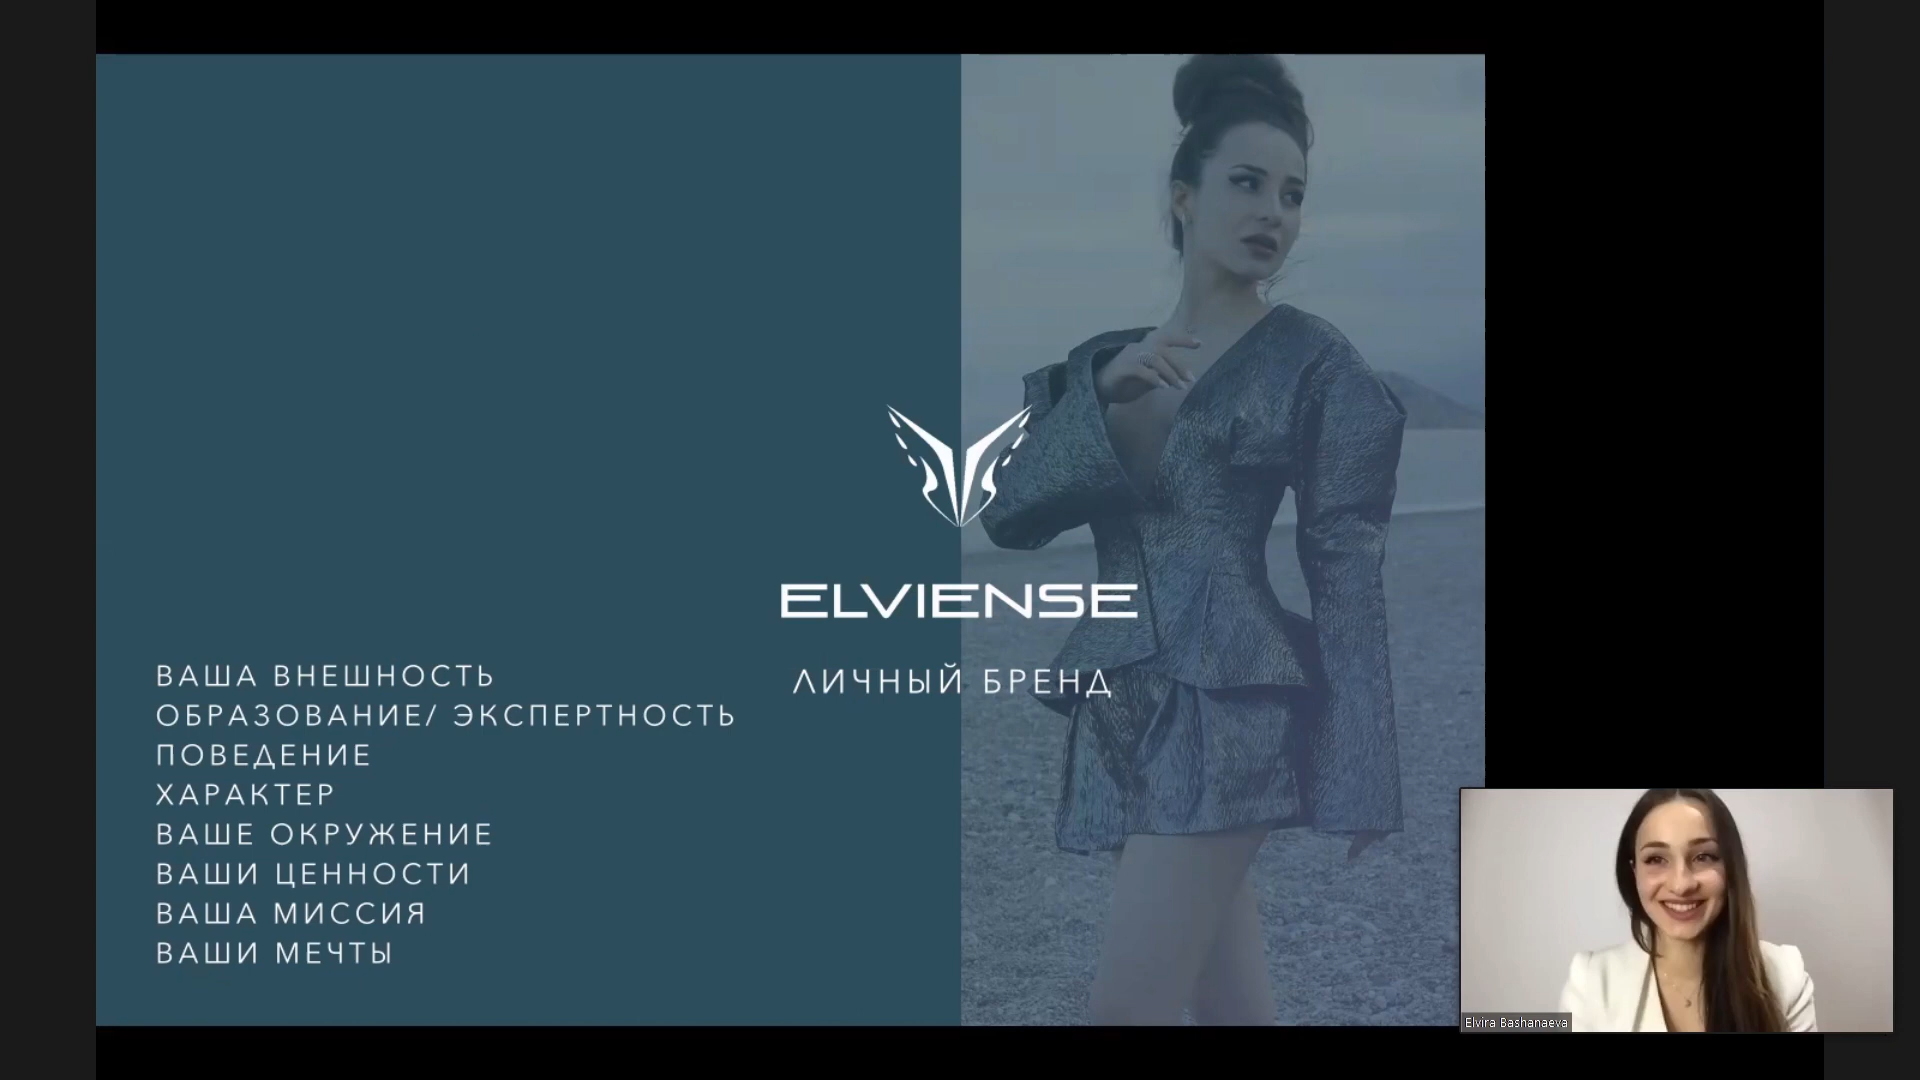 ELVIENSE
ЛИЧНЫЙ БРЕНД
ВАША ВНЕШНОСТЬ
ОБРАЗОВАНИЕ/ ЭКСПЕРТНОСТЬ
ПОВЕДЕНИЕ
ХАРАКТЕР
ВАШЕ ОКРУЖЕНИЕ
ВАШИ ЦЕННОСТИ
ВАША МИССИЯ
ВАШИ МЕЧТЫ
Elvira Bashanaeva